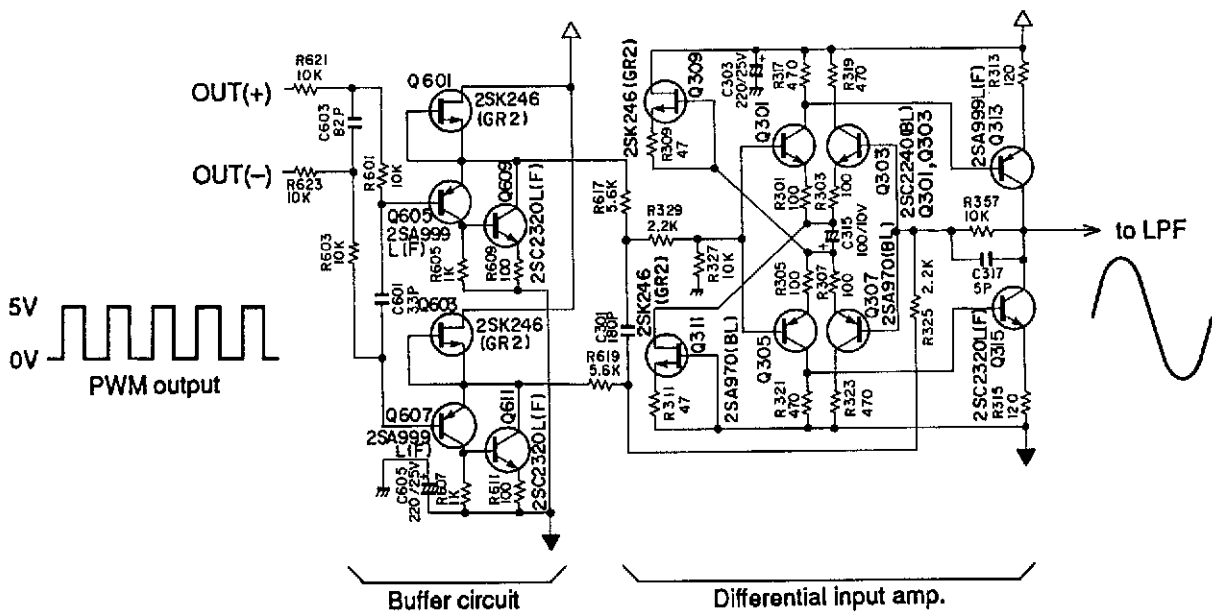 R621
10K
OUT(+)
C603
82P
OUT(-)
R623
10K
R601
10K
R603
10K
C601
33P
Q601
2SK246
(GR2)
Q605
2SA999
L(F)
Q609
2SC2320L(F)
R605
1K
R609
100
Q603
2SK246
(GR2)
Q607
2SA999
L(F)
Q611
2SC2320L(F)
C605
220/25V
+
R607
1K
R611
100
5V
0V
PWM output
Buffer circuit
R617
5.6K
R619
5.6K
C301
180P
R329
2.2K
R327
10K
2SK246(GR2)
Q309
R309
47
C303
220/25V
+
R317
470
R319
470
Q301
Q303
2SC2240(BL)
Q301,Q303
R301
100
R303
100
C315
100/10V
+
R305
100
R307
100
Q305
Q307
2SA970(BL)
2SK246
(GR2)
Q311
2SA970(BL)
R311
47
R321
470
R323
470
R313
120
2SA999L(F)
Q313
R357
10K
C317
5P
R325
2.2K
2SC2320L(F)
Q315
R315
120
to LPF
Differential input amp.